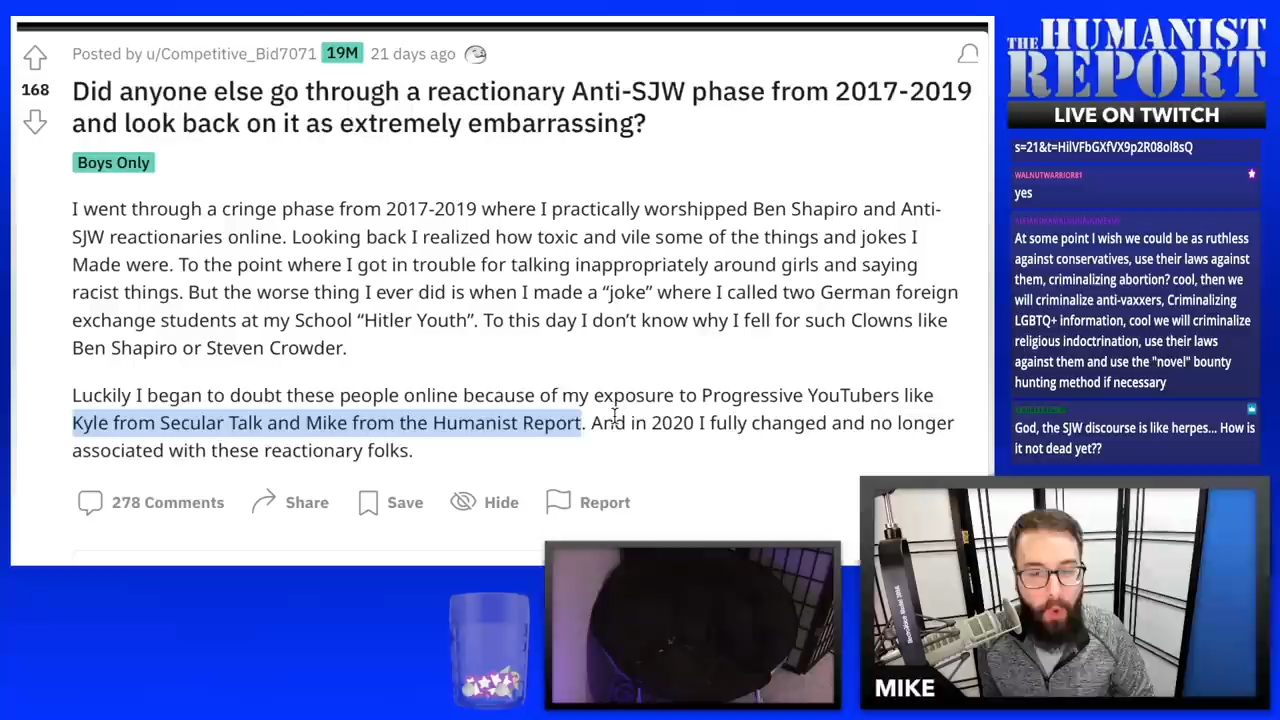 Posted by u/Competitive_Bid7071 19M 21 days ago
168
Did anyone else go through a reactionary Anti-SJW phase from 2017-2019
and look back on it as extremely embarrassing?
Boys Only
I went through a cringe phase from 2017-2019 where I practically worshipped Ben Shapiro and Anti-
SJW reactionaries online. Looking back I realized how toxic and vile some of the things and jokes I
Made were. To the point where I got in trouble for talking inappropriately around girls and saying
racist things. But the worse thing I ever did is when I made a “joke” where I called two German foreign
exchange students at my School “Hitler Youth”. To this day I don’t know why I fell for such Clowns like
Ben Shapiro or Steven Crowder.
Luckily I began to doubt these people online because of my exposure to Progressive YouTubers like
Kyle from Secular Talk and Mike from the Humanist Report. And in 2020 I fully changed and no longer
associated with these reactionary folks.
278 Comments Share Save Hide Report
THE HUMANIST
REPORT
LIVE ON TWITCH
s=21&t=HilVFbGXfVX9p2R08ol8sQ
WALNUTWARRIOR81
yes
At some point I wish we could be as ruthless
against conservatives, use their laws against
them, criminalizing abortion? cool, then we
will criminalize anti-vaxxers, Criminalizing
LGBTQ+ information, cool we will criminalize
religious indoctrination, use their laws
against them and use the "novel" bounty
hunting method if necessary
God, the SJW discourse is like herpes... How is
it not dead yet??
MIKE